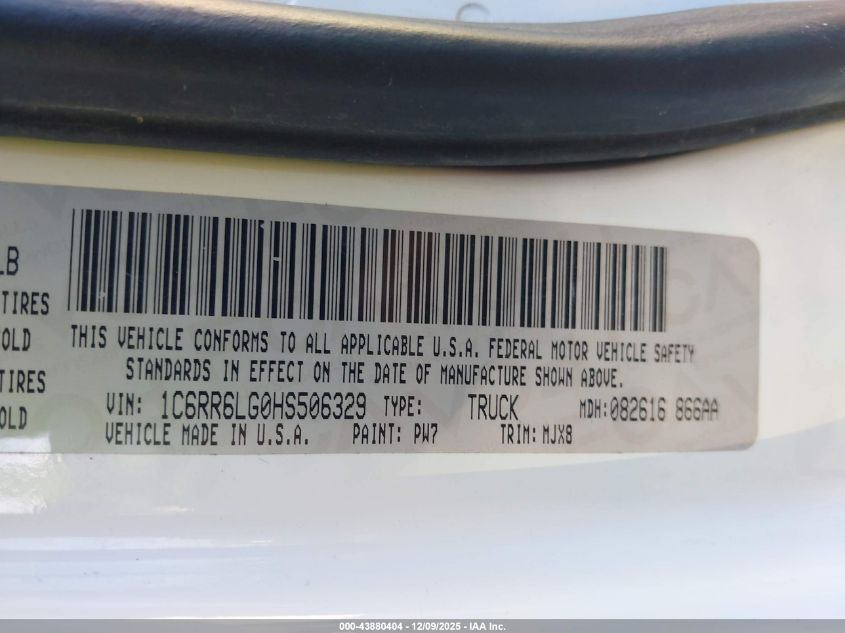 LB
TIRES
OLD
TIRES
OLD
THIS VEHICLE CONFORMS TO ALL APPLICABLE U.S.A. FEDERAL MOTOR VEHICLE SAFETY
STANDARDS IN EFFECT ON THE DATE OF MANUFACTURE SHOWN ABOVE.
VIN: 1C6RR6LG0HS506329 TYPE: TRUCK MDH:082616 866AA
VEHICLE MADE IN U.S.A. PAINT: PW7 TRIM: MJX8
000-43880404 - 12/09/2025 - IAA Inc.